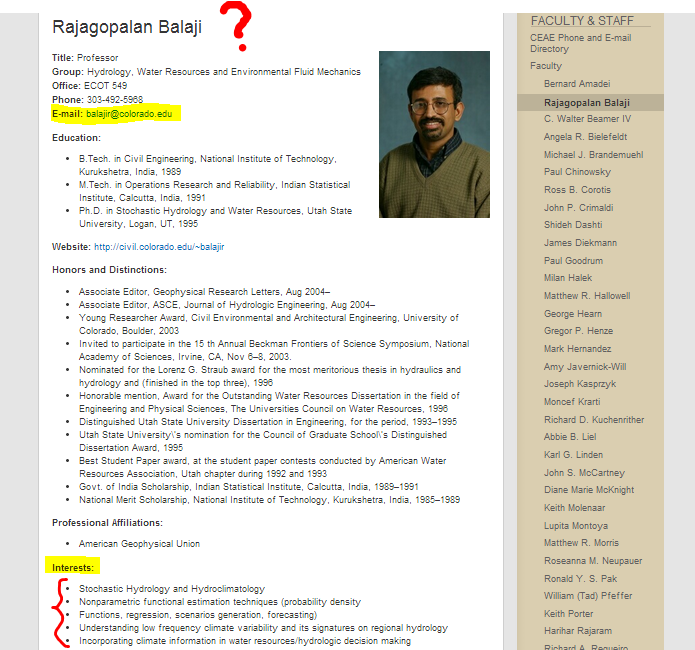 Rajagopalan Balaji ?
Title: Professor
Group: Hydrology, Water Resources and Environmental Fluid Mechanics
Office: ECOT 549
Phone: 303-492-5968
E-mail: balajir@colorado.edu
Education:
B.Tech. in Civil Engineering, National Institute of Technology,
Kurukshetra, India, 1989
M.Tech. in Operations Research and Reliability, Indian Statistical
Institute, Calcutta, India, 1991
Ph.D. in Stochastic Hydrology and Water Resources, Utah State
University, Logan, UT, 1995
Website: http://civil.colorado.edu/~balajir
Honors and Distinctions:
Associate Editor, Geophysical Research Letters, Aug 2004–
Associate Editor, ASCE, Journal of Hydrologic Engineering, Aug 2004–
Young Researcher Award, Civil Environmental and Architectural Engineering, University of
Colorado, Boulder, 2003
Invited to participate in the 15 th Annual Beckman Frontiers of Science Symposium, National
Academy of Sciences, Irvine, CA, Nov 6–8, 2003.
Nominated for the Lorenz G. Straub award for the most meritorious thesis in hydraulics and
hydrology and (finished in the top three), 1996
Honorable mention, Award for the Outstanding Water Resources Dissertation in the field of
Engineering and Physical Sciences, The Universities Council on Water Resources, 1996
Distinguished Utah State University Dissertation in Engineering, for the period, 1993–1995
Utah State University\'s nomination for the Council of Graduate School\'s Distinguished
Dissertation Award, 1995
Best Student Paper award, at the student paper contests conducted by American Water
Resources Association, Utah chapter during 1992 and 1993
Govt. of India Scholarship, Indian Statistical Institute, Calcutta, India, 1989–1991
National Merit Scholarship, National Institute of Technology, Kurukshetra, India, 1985–1989
Professional Affiliations:
American Geophysical Union
Interests:
Stochastic Hydrology and Hydroclimatology
Nonparametric functional estimation techniques (probability density
Functions, regression, scenarios generation, forecasting)
Understanding low frequency climate variability and its signatures on regional hydrology
Incorporating climate information in water resources/hydrologic decision making
FACULTY & STAFF
CEAE Phone and E-mail
Directory
Faculty
Bernard Amadei
Rajagopalan Balaji
C. Walter Beamer IV
Angela R. Bielefeldt
Michael J. Brandemuehl
Paul Chinowsky
Ross B. Corotis
John P. Crimaldi
Shideh Dashti
James Diekmann
Paul Goodrum
Milan Halek
Matthew R. Hallowell
George Hearn
Gregor P. Henze
Mark Hernandez
Amy Javernick-Will
Joseph Kasprzyk
Moncef Krarti
Richard D. Kuchenrither
Abbie B. Liel
Karl G. Linden
John S. McCartney
Diane Marie McKnight
Keith Molenaar
Lupita Montoya
Matthew R. Morris
Roseanna M. Neupauer
Ronald Y. S. Pak
William (Tad) Pfeffer
Keith Porter
Harihar Rajaram
Richard A. Regueiro